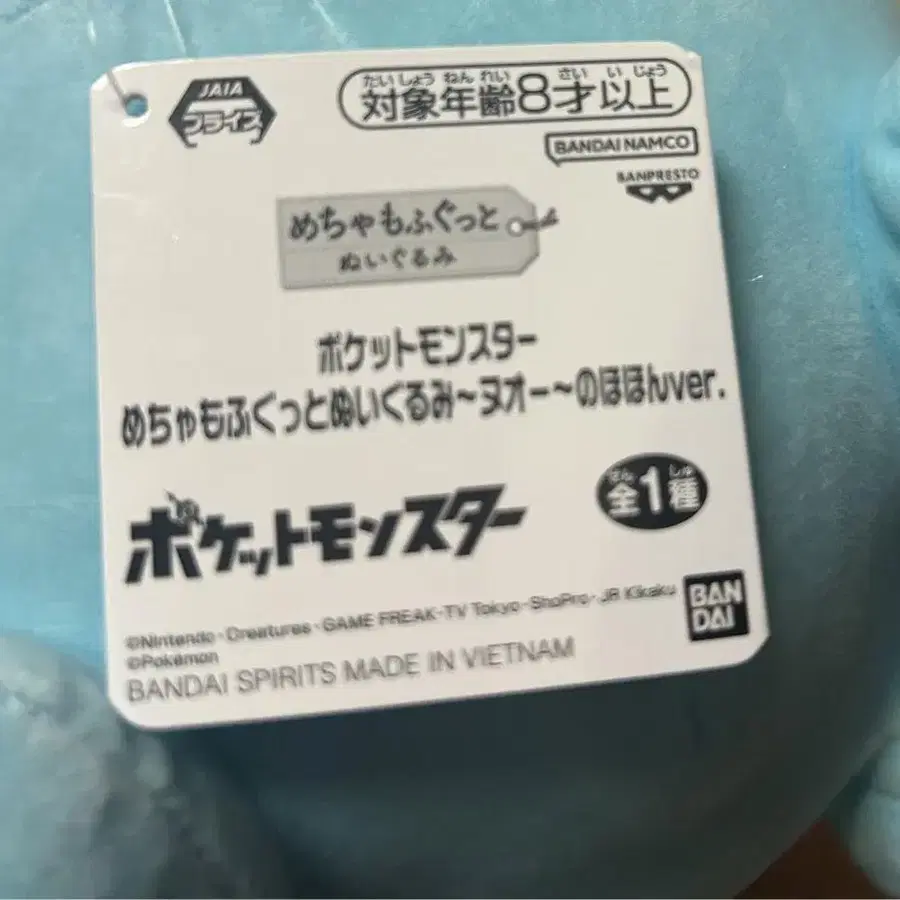 JAIA
プライズ
たいしょうねんれい さいいじょう
対象年齢8才以上
BANDAI NAMCO
BANPRESTO
めちゃもふぐっと
ぬいぐるみ
ポケットモンスター
めちゃもふぐっとぬいぐるみ～ヌオー～のほほんver.
ぜん しゅ
全1種
ポケットモンスター
©Nintendo・Creatures・GAME FREAK・TV Tokyo・ShoPro・JR Kikaku
©Pokémon
BANDAI SPIRITS MADE IN VIETNAM
BAN
DAI